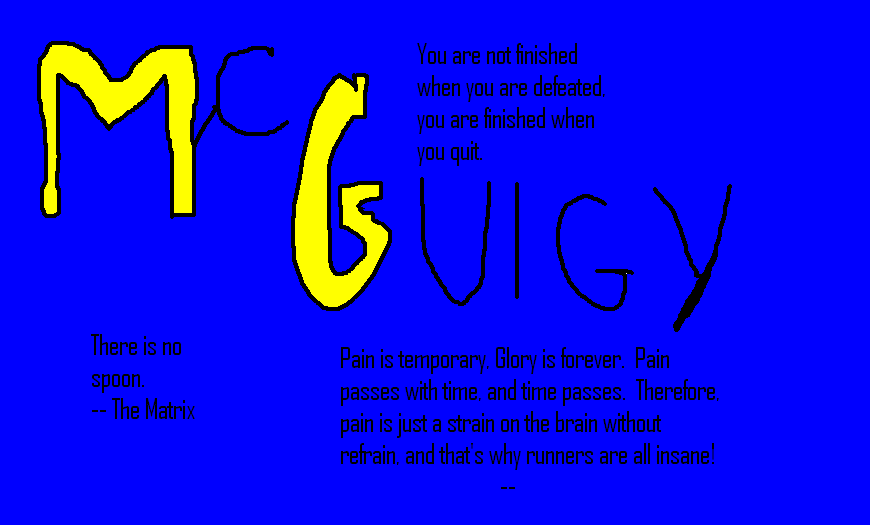 McGUIGY
You are not finished
when you are defeated.
you are finished when
you quit.
There is no
spoon.
-- The Matrix
Pain is temporary. Glory is forever.  Pain
passes with time. and time passes.  Therefore.
pain is just a strain on the brain without
refrain. and that's why runners are all insane!
--